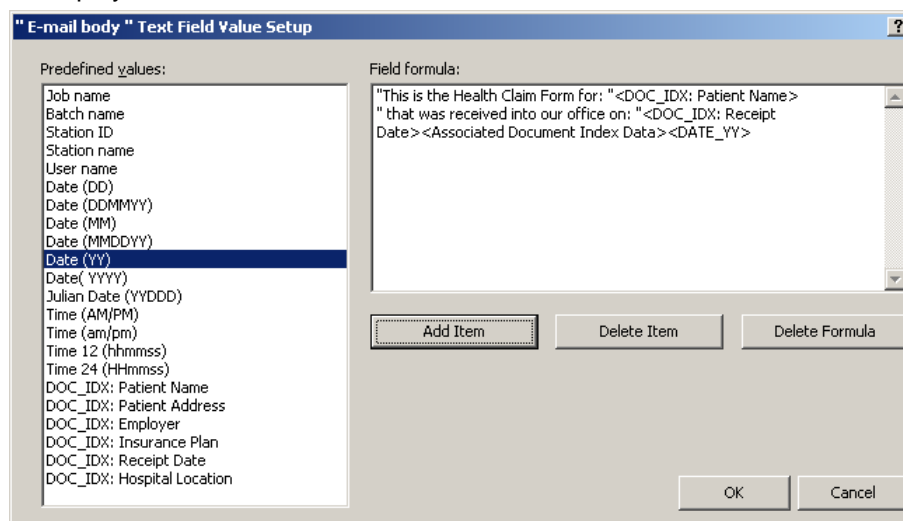 " E-mail body " Text Field Value Setup
?
Predefined values:
Job name
Batch name
Station ID
Station name
User name
Date (DD)
Date (DDMMYY)
Date (MM)
Date (MMDDYY)
Date (YY)
Date( YYYY)
Julian Date (YYDDD)
Time (AM/PM)
Time (am/pm)
Time 12 (hhmmss)
Time 24 (HHmmss)
DOC_IDX: Patient Name
DOC_IDX: Patient Address
DOC_IDX: Employer
DOC_IDX: Insurance Plan
DOC_IDX: Receipt Date
DOC_IDX: Hospital Location
Field formula:
"This is the Health Claim Form for: "<DOC_IDX: Patient Name>
" that was received into our office on: "<DOC_IDX: Receipt
Date><Associated Document Index Data><DATE_YY>
Add Item
Delete Item
Delete Formula
OK
Cancel